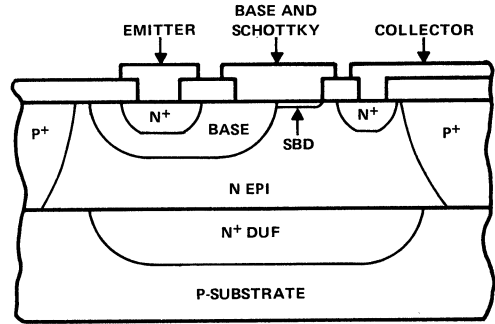 EMITTER
BASE AND
SCHOTTKY
COLLECTOR
P+
N+
BASE
SBD
N+
P+
N EPI
N+ DUF
P-SUBSTRATE